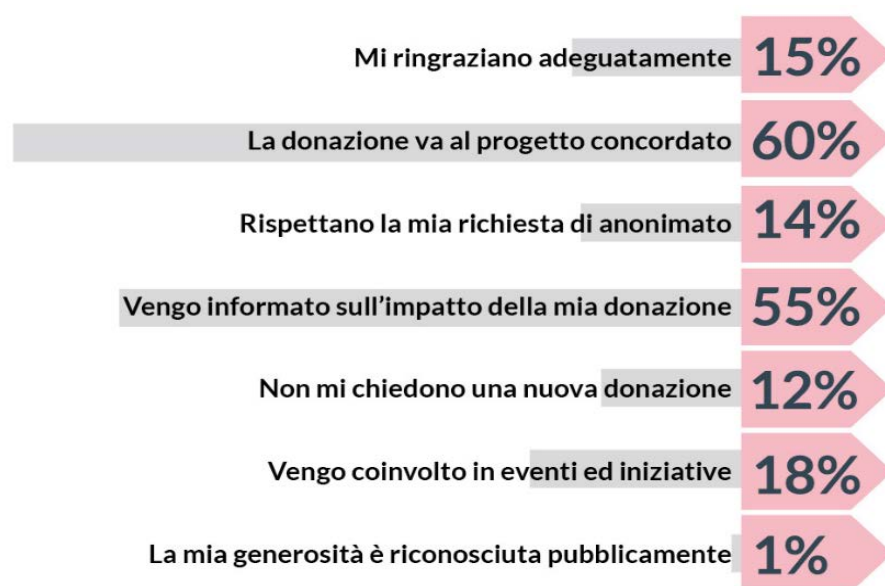 Mi ringraziano adeguatamente 15%
La donazione va al progetto concordato 60%
Rispettano la mia richiesta di anonimato 14%
Vengo informato sull'impatto della mia donazione 55%
Non mi chiedono una nuova donazione 12%
Vengo coinvolto in eventi ed iniziative 18%
La mia generosità è riconosciuta pubblicamente 1%